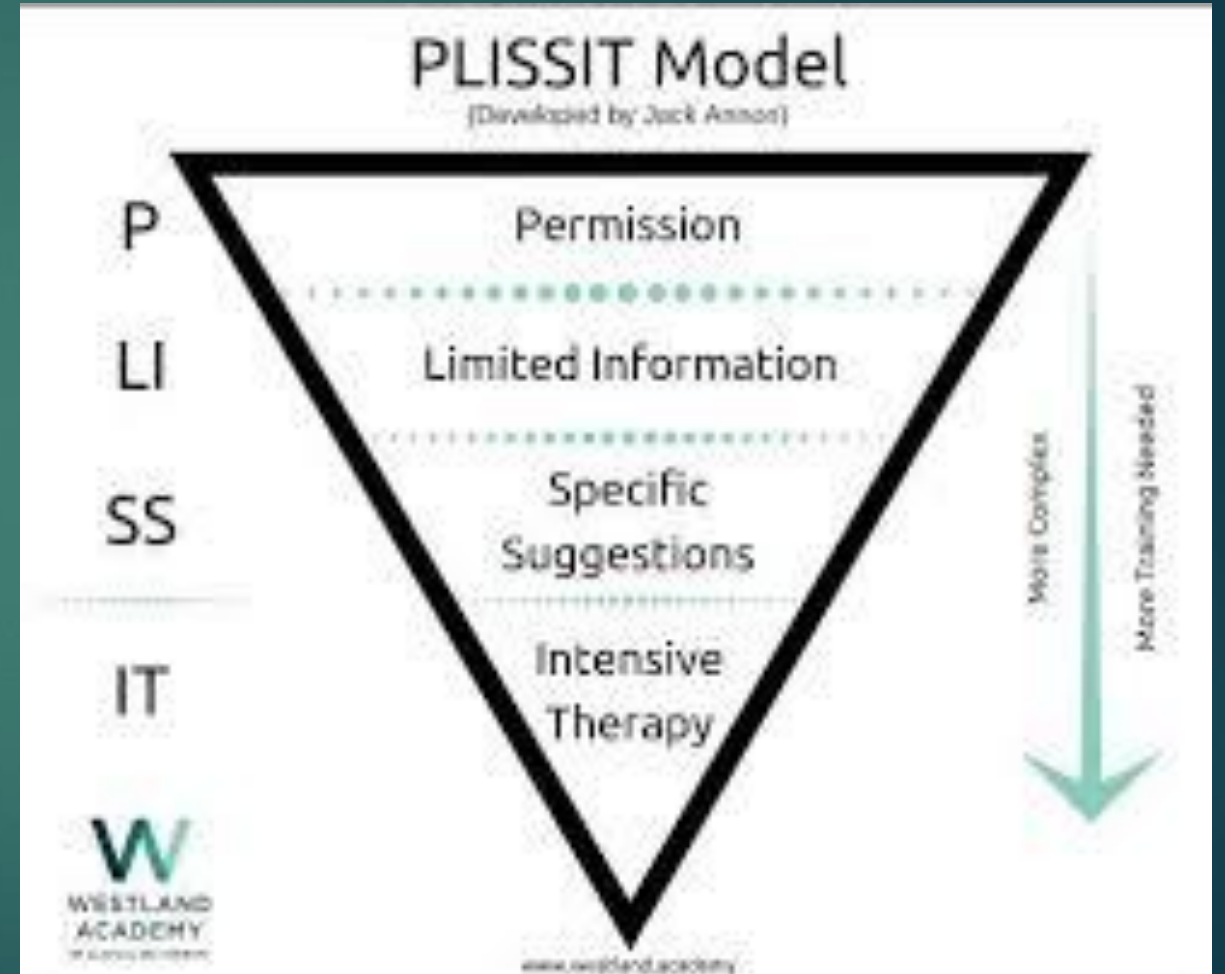 PLISSIT Model
(Developed by Jack Annon)
P
Permission
LI
Limited Information
SS
Specific
Suggestions
IT
Intensive
Therapy
More Complex
More Training Needed
W
WESTLAND
ACADEMY
www.westland.academy